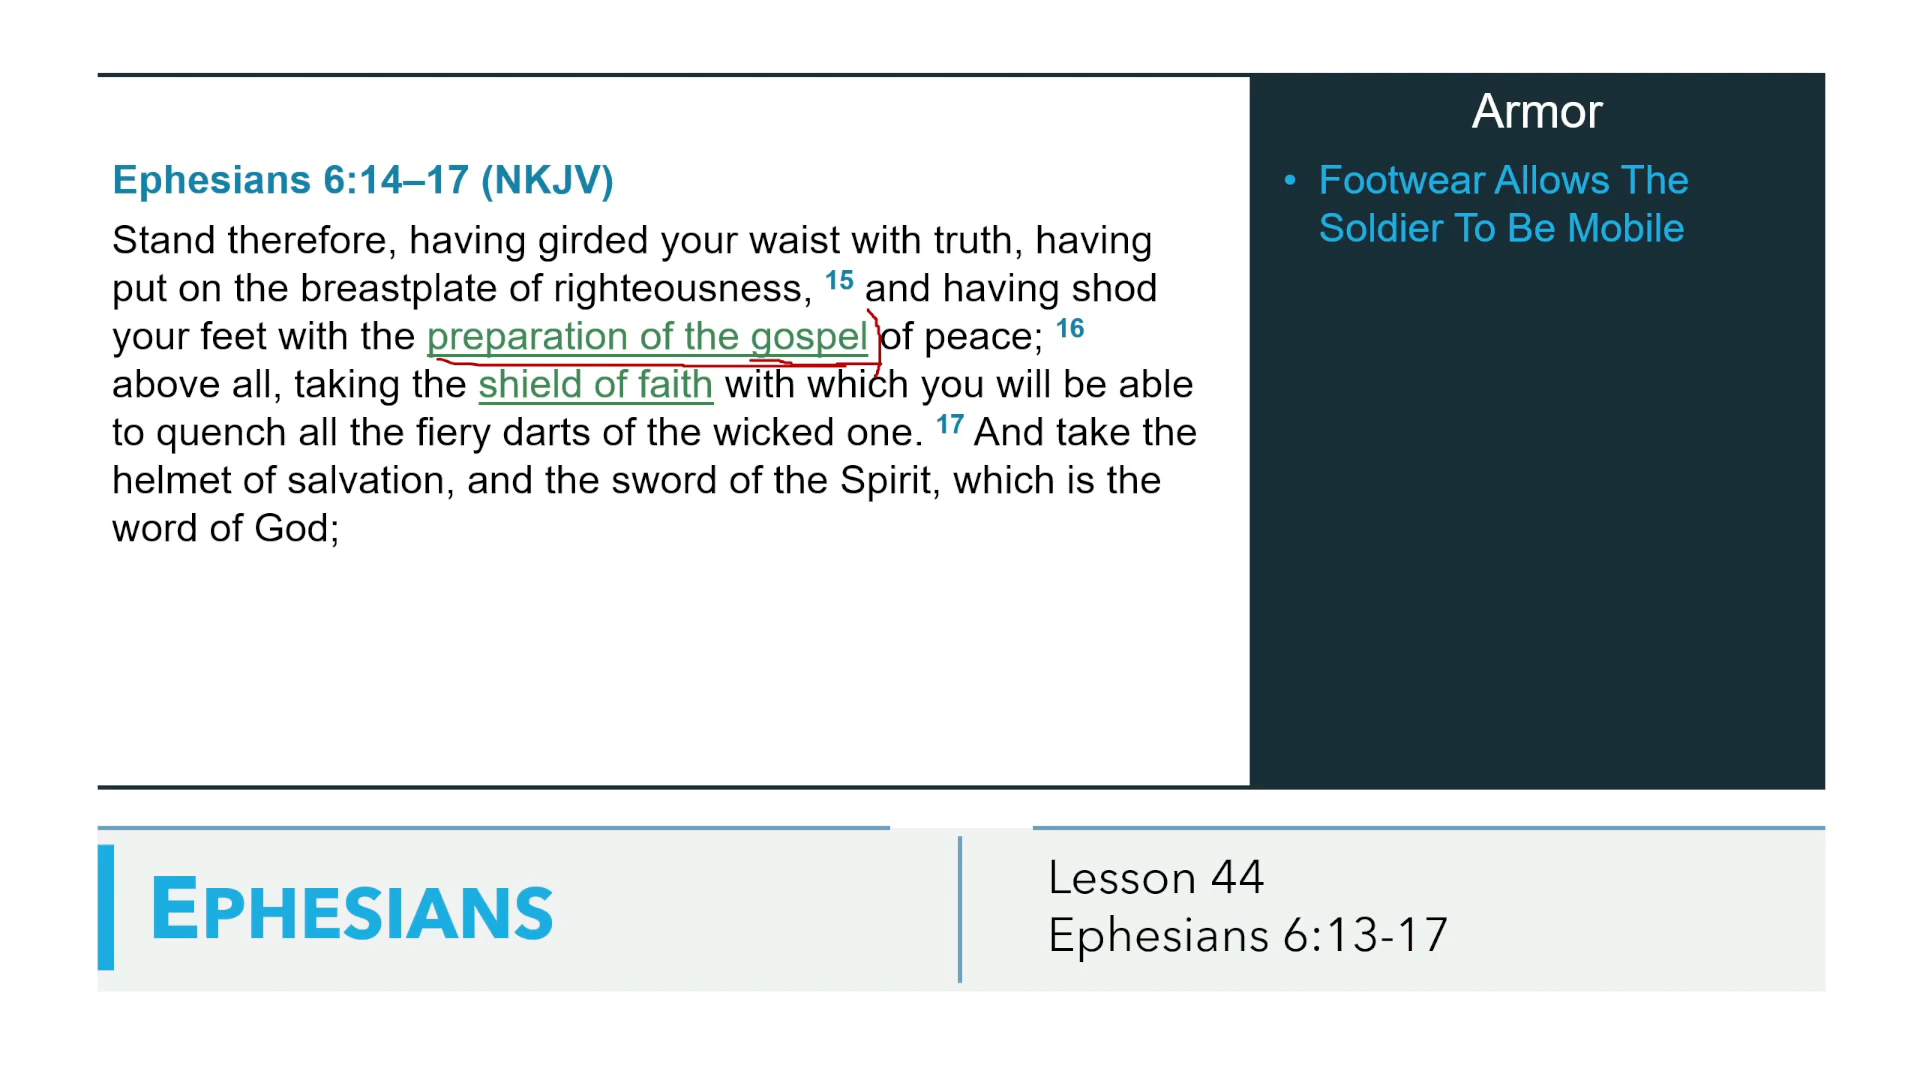 Ephesians 6:14–17 (NKJV)
Stand therefore, having girded your waist with truth, having
put on the breastplate of righteousness, 15 and having shod
your feet with the preparation of the gospel of peace; 16
above all, taking the shield of faith with which you will be able
to quench all the fiery darts of the wicked one. 17 And take the
helmet of salvation, and the sword of the Spirit, which is the
word of God;
Armor
• Footwear Allows The
Soldier To Be Mobile
EPHESIANS
Lesson 44
Ephesians 6:13-17